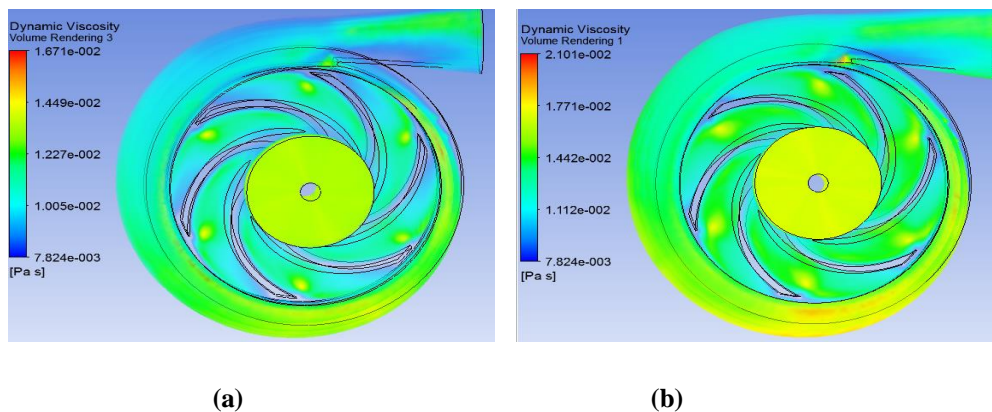 Dynamic Viscosity
Volume Rendering 3
1.671e-002
1.449e-002
1.227e-002
1.005e-002
7.824e-003
[Pa s]
Dynamic Viscosity
Volume Rendering 1
2.101e-002
1.771e-002
1.442e-002
1.112e-002
7.824e-003
[Pa s]
(a)
(b)